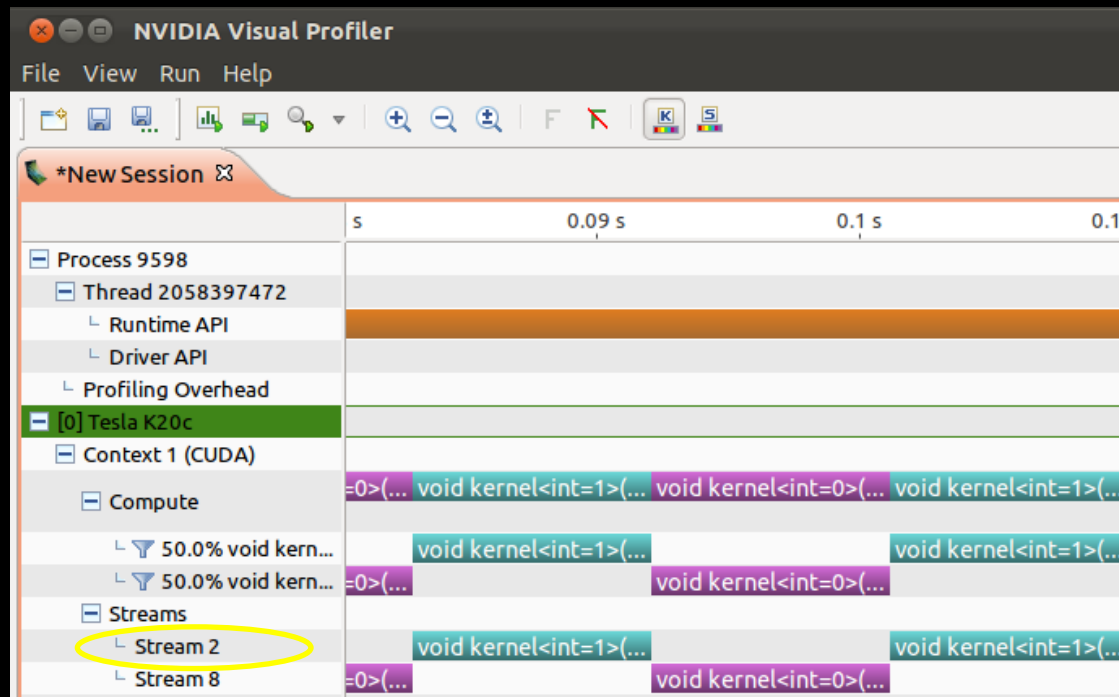 NVIDIA Visual Profiler
File View Run Help
F F K S
*New Session
s 0.09 s 0.1 s 0.1
Process 9598
Thread 2058397472
Runtime API
Driver API
Profiling Overhead
[0] Tesla K20c
Context 1 (CUDA)
Compute =0>(... void kernel<int=1>(... void kernel<int=0>(... void kernel<int=1>(...
50.0% void kern... void kernel<int=1>(... void kernel<int=1>(...
50.0% void kern... =0>(... void kernel<int=0>(...
Streams
Stream 2 void kernel<int=1>(... void kernel<int=1>(...
Stream 8 =0>(... void kernel<int=0>(...